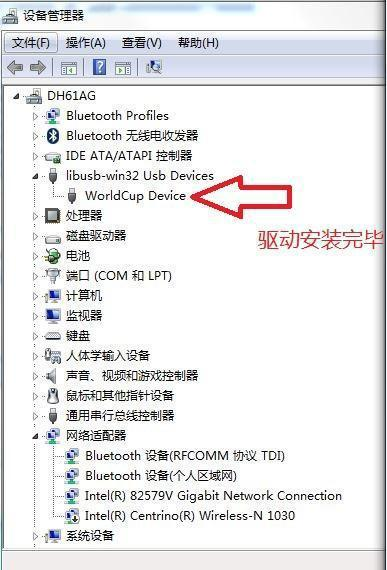 设备管理器
文件(F) 操作(A) 查看(V) 帮助(H)
DH61AG
Bluetooth Profiles
Bluetooth 无线电收发器
IDE ATA/ATAPI 控制器
libusb-win32 Usb Devices
WorldCup Device
处理器
驱动安装完毕
磁盘驱动器
电池
端口 (COM 和 LPT)
计算机
监视器
键盘
人体学输入设备
声音、视频和游戏控制器
鼠标和其他指针设备
通用串行总线控制器
网络适配器
Bluetooth 设备(RFCOMM 协议 TDI)
Bluetooth 设备(个人区域网)
Intel(R) 82579V Gigabit Network Connection
Intel(R) Centrino(R) Wireless-N 1030
系统设备